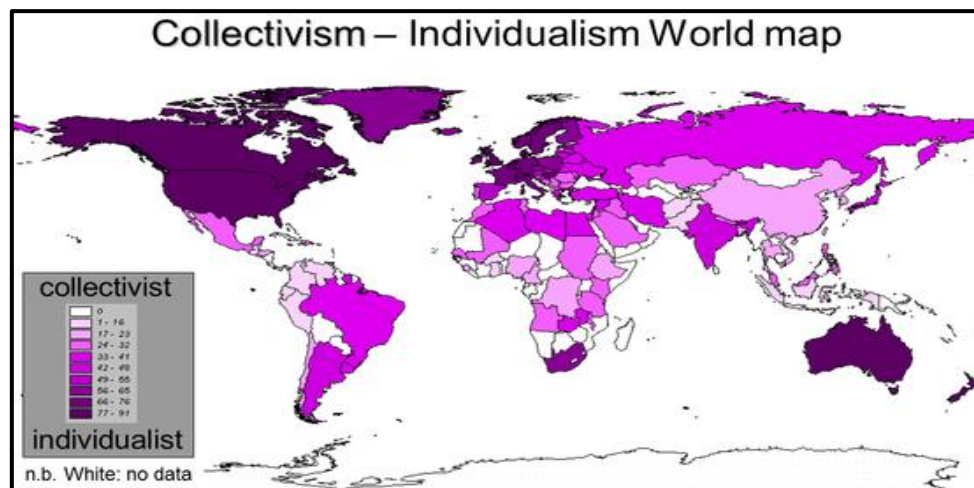 Collectivism – Individualism World map
collectivist
0
1 - 16
17 - 23
24 - 32
33 - 41
42 - 48
49 - 55
56 - 65
66 - 76
77 - 91
individualist
n.b. White: no data